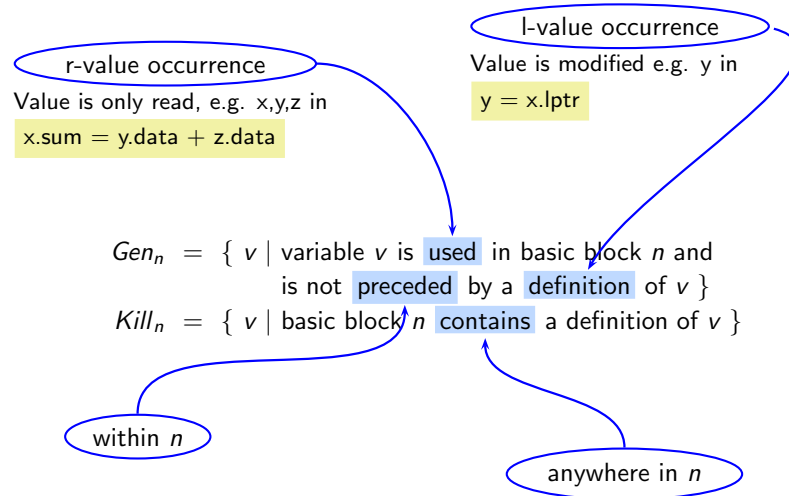 r-value occurrence
Value is only read, e.g. x,y,z in
x.sum = y.data + z.data
l-value occurrence
Value is modified e.g. y in
y = x.lptr
Genₙ = { v | variable v is used in basic block n and
is not preceded by a definition of v }
Killₙ = { v | basic block n contains a definition of v }
within n
anywhere in n